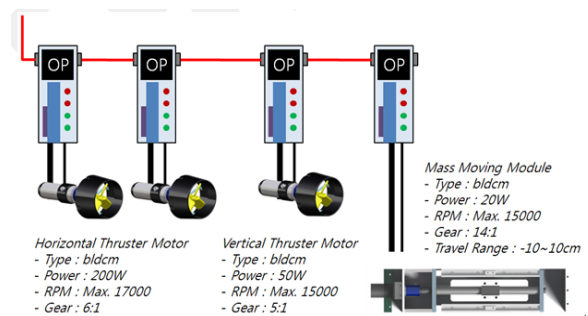 OP OP OP OP
Mass Moving Module
- Type : bldcm
- Power : 20W
- RPM : Max. 15000
- Gear : 14:1
- Travel Range : -10~10cm
Horizontal Thruster Motor
- Type : bldcm
- Power : 200W
- RPM : Max. 17000
- Gear : 6:1
Vertical Thruster Motor
- Type : bldcm
- Power : 50W
- RPM : Max. 15000
- Gear : 5:1